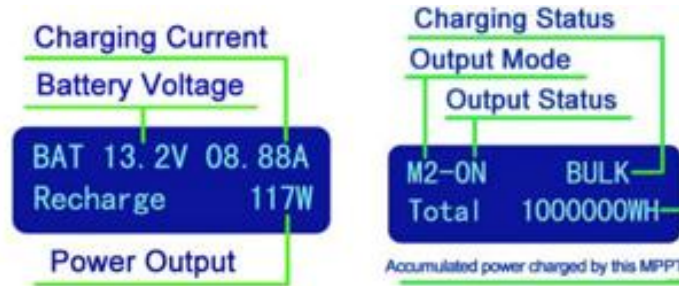 Charging Current
Battery Voltage
BAT 13.2V 08.88A
Recharge 117W
Power Output
Charging Status
Output Mode
Output Status
M2-ON BULK
Total 1000000WH
Accumulated power charged by this MPPT